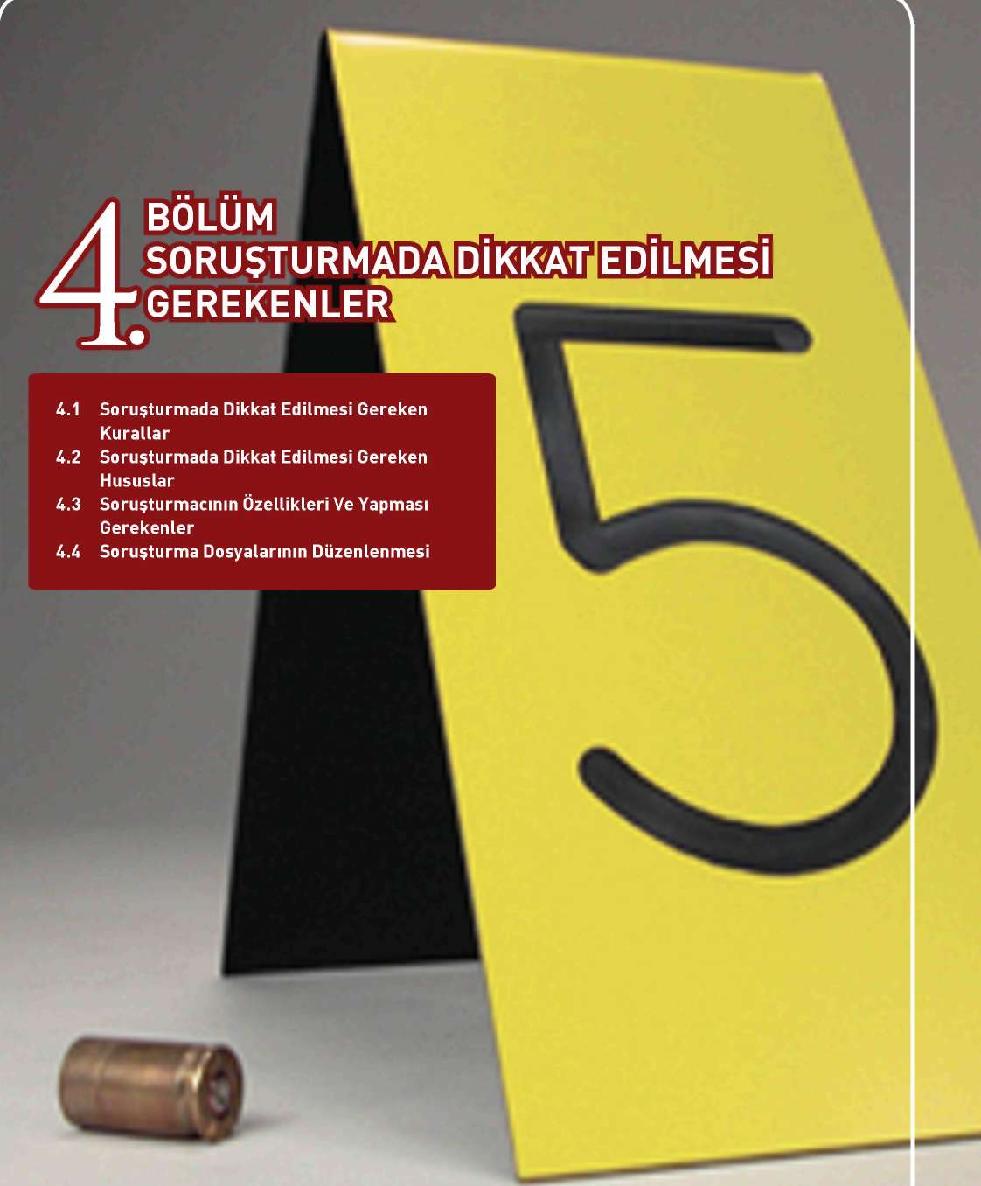 4.
BÖLÜM
SORUŞTURMADA DİKKAT EDİLMESİ
GEREKENLER
4.1 Soruşturmada Dikkat Edilmesi Gereken
Kurallar
4.2 Soruşturmada Dikkat Edilmesi Gereken
Hususlar
4.3 Soruşturmacının Özellikleri Ve Yapması
Gerekenler
4.4 Soruşturma Dosyalarının Düzenlenmesi
5